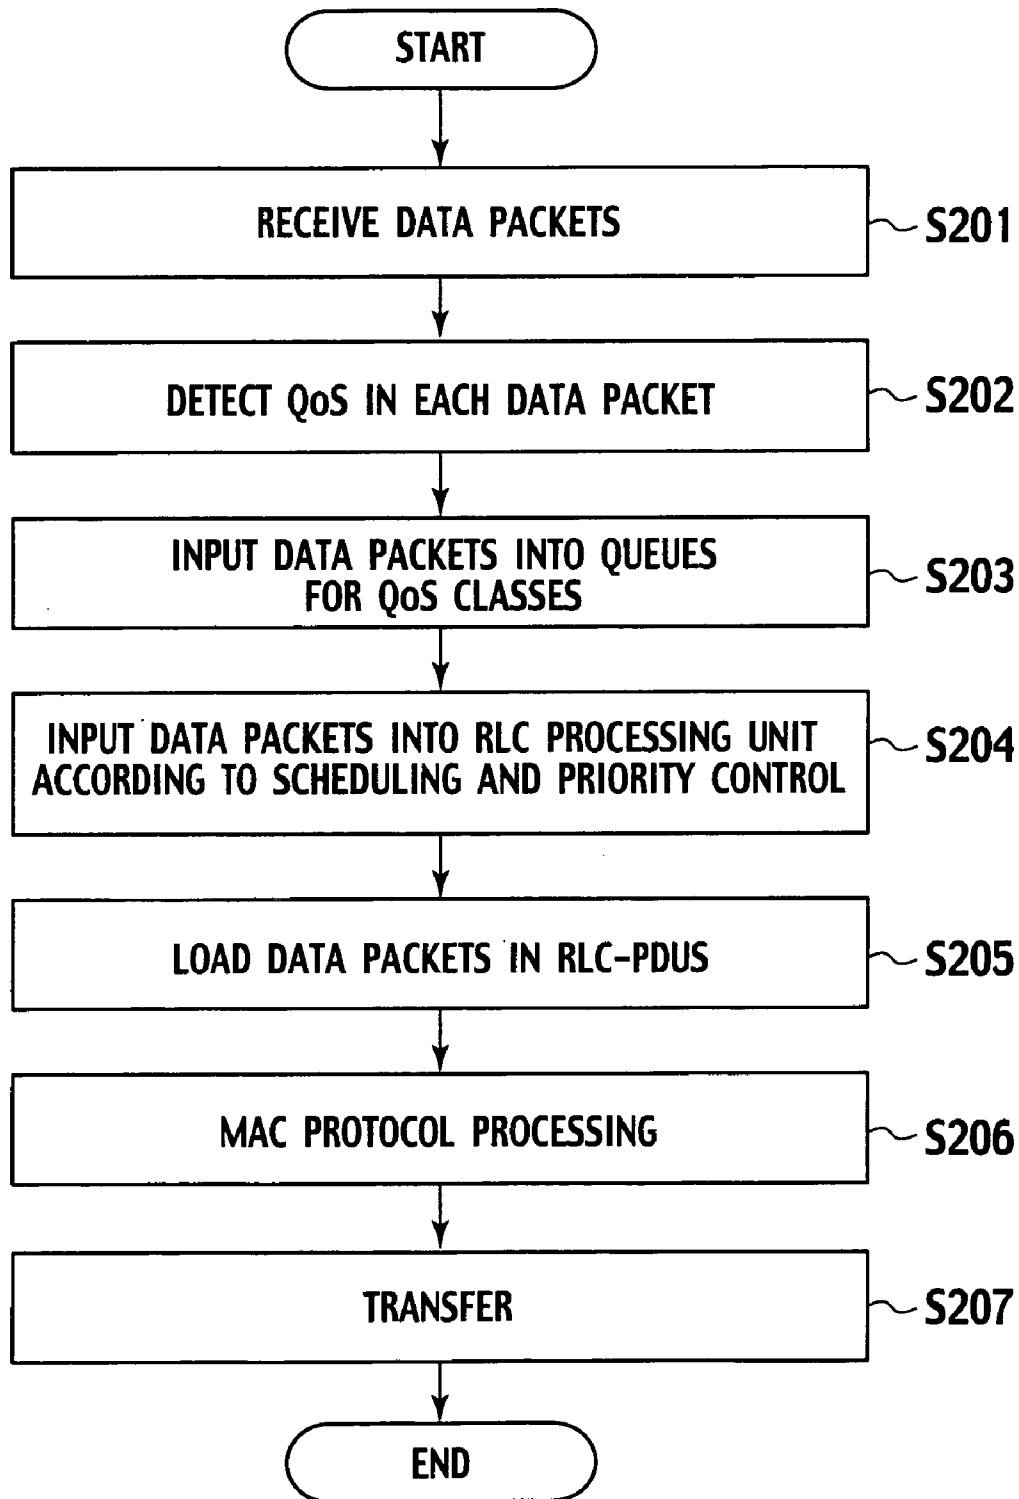 START
RECEIVE DATA PACKETS
S201
DETECT QoS IN EACH DATA PACKET
S202
INPUT DATA PACKETS INTO QUEUES
FOR QoS CLASSES
S203
INPUT DATA PACKETS INTO RLC PROCESSING UNIT
ACCORDING TO SCHEDULING AND PRIORITY CONTROL
S204
LOAD DATA PACKETS IN RLC-PDUS
S205
MAC PROTOCOL PROCESSING
S206
TRANSFER
S207
END